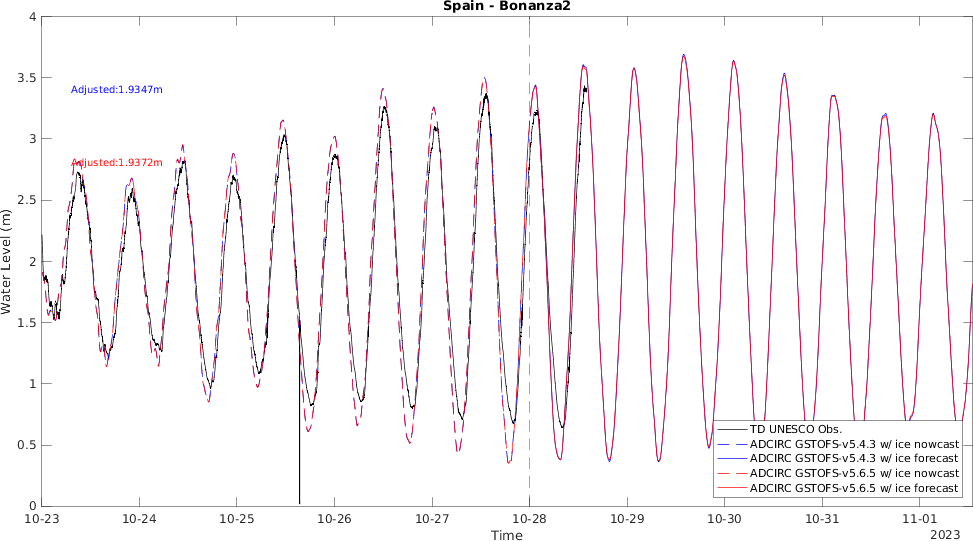 Spain - Bonanza2
4
3.5
3
2.5
2
1.5
1
0.5
0
Water Level (m)
Adjusted:1.9347m
Adjusted:1.9372m
TD UNESCO Obs.
ADCIRC GSTOFS-v5.4.3 w/ ice nowcast
ADCIRC GSTOFS-v5.4.3 w/ ice forecast
ADCIRC GSTOFS-v5.6.5 w/ ice nowcast
ADCIRC GSTOFS-v5.6.5 w/ ice forecast
10-23 10-24 10-25 10-26 10-27 10-28 10-29 10-30 10-31 11-01
Time
2023